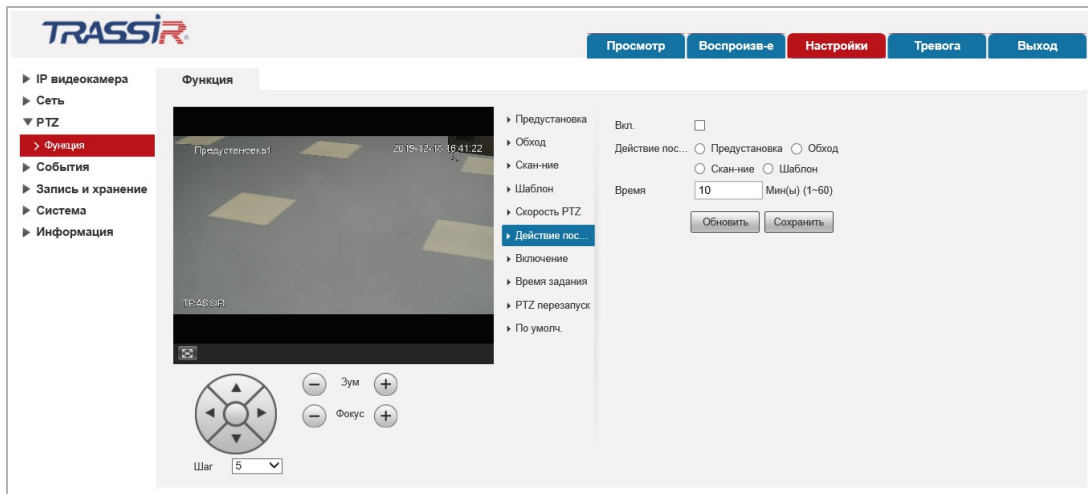 TRASSIR
Просмотр Воспроизв-е Настройки Тревога Выход
IP видеокамера
Сеть
PTZ
Функция
События
Запись и хранение
Система
Информация
Функция
Предустановка1 2019-12-18 16:41:22
TRASSIR
Зум
Фокус
Шаг 5
Предустановка
Обход
Скан-ние
Шаблон
Скорость PTZ
Действие пос...
Включение
Время задания
PTZ перезапуск
По умолч.
Вкл.
Действие пос... Предустановка Обход
Скан-ние Шаблон
Время 10 Мин(ы) (1~60)
Обновить Сохранить